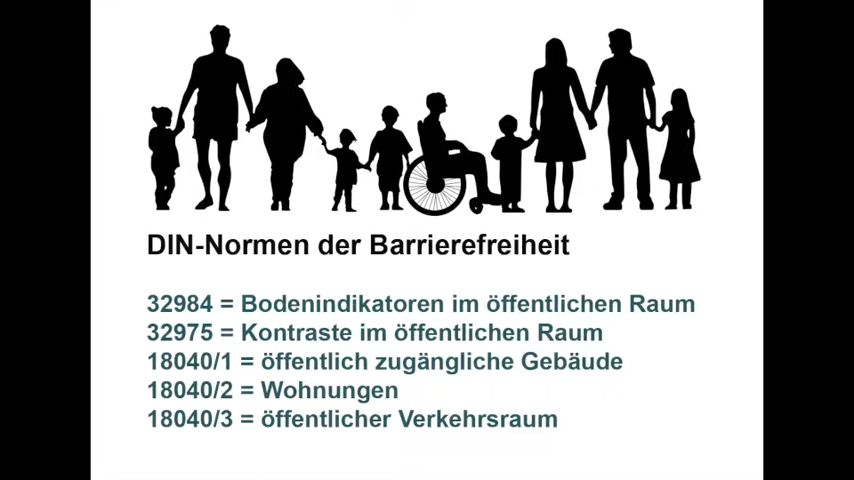 DIN-Normen der Barrierefreiheit
32984 = Bodenindikatoren im öffentlichen Raum
32975 = Kontraste im öffentlichen Raum
18040/1 = öffentlich zugängliche Gebäude
18040/2 = Wohnungen
18040/3 = öffentlicher Verkehrsraum